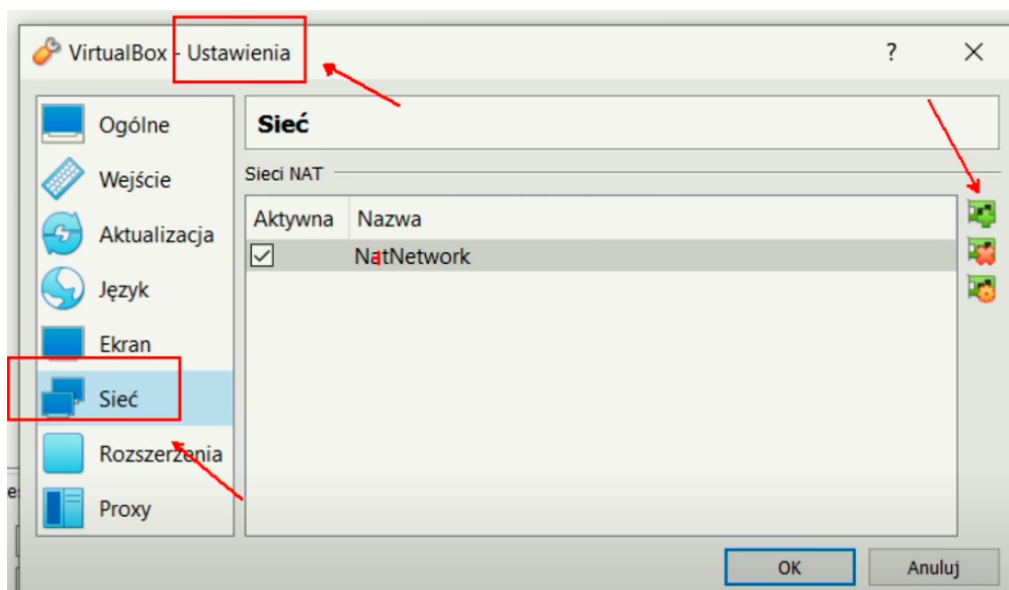 VirtualBox - Ustawienia
?
Ogólne
Wejście
Aktualizacja
Język
Ekran
Sieć
Rozszerzenia
Proxy
Sieć
Sieci NAT
Aktywna Nazwa
NatNetwork
OK Anuluj